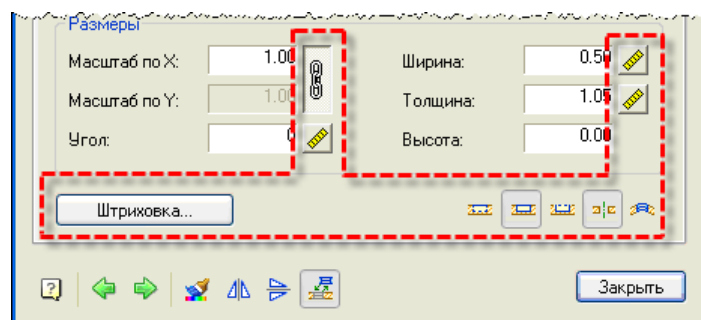 Размеры
Масштаб по X: 1.00 Ширина: 0.50
Масштаб по Y: 1.00 Толщина: 1.05
Угол: 0 Высота: 0.00
Штриховка...
Закрыть